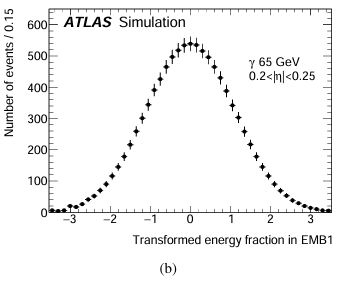 Number of events / 0.15
600
500
400
300
200
100
0
ATLAS Simulation
γ 65 GeV
0.2<|η|<0.25
−3 −2 −1 0 1 2 3
Transformed energy fraction in EMB1
(b)